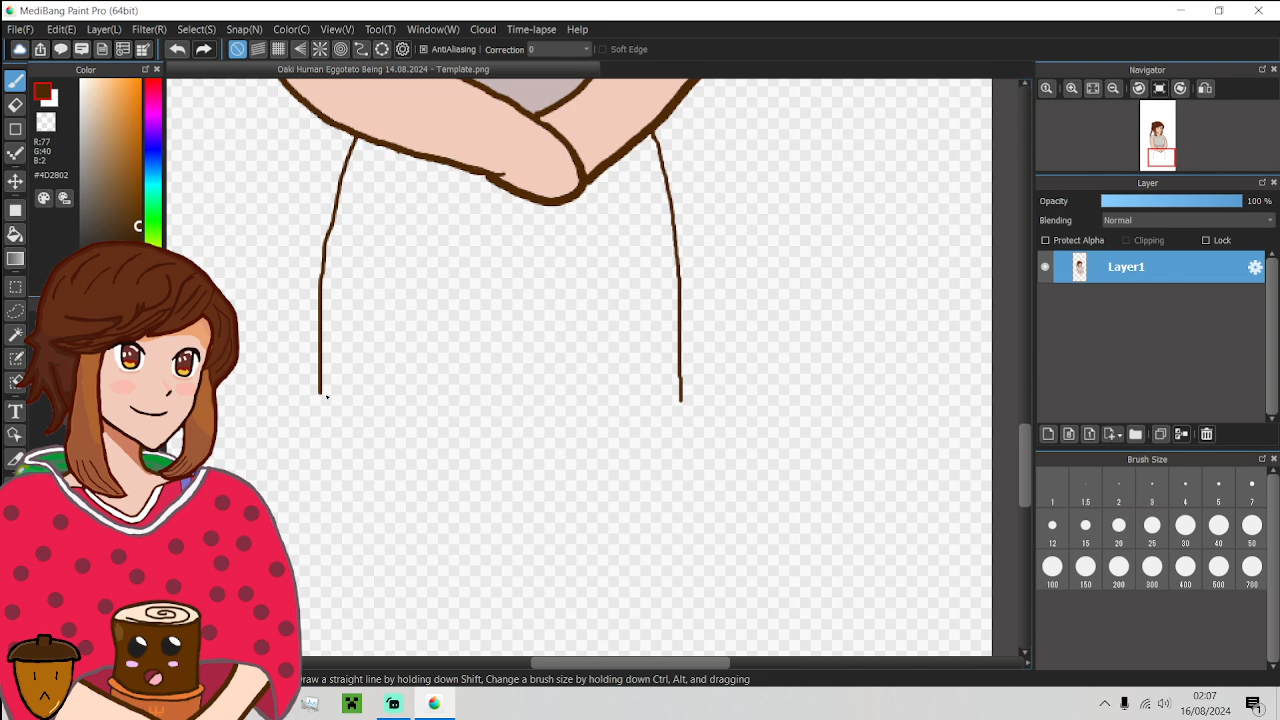 MediBang Paint Pro (64bit)
File(F) Edit(E) Layer(L) Filter(R) Select(S) Snap(N) Color(C) View(V) Tool(T) Window(W) Cloud Time-lapse Help
AntiAliasing Correction 0 Soft Edge
Color
Oaki Human Eggoteto Being 14.08.2024 - Template.png
Navigator
R:77
G:40
B:2
#4D2802
Layer
Opacity 100 %
Blending Normal
Protect Alpha Clipping Lock
Layer1
T
Brush Size
1 1.5 2 3 4 5 7
12 15 20 25 30 40 50
100 150 200 300 400 500 700
raw a straight line by holding down Shift, Change a brush size by holding down Ctrl, Alt, and dragging
02:07
16/08/2024
1